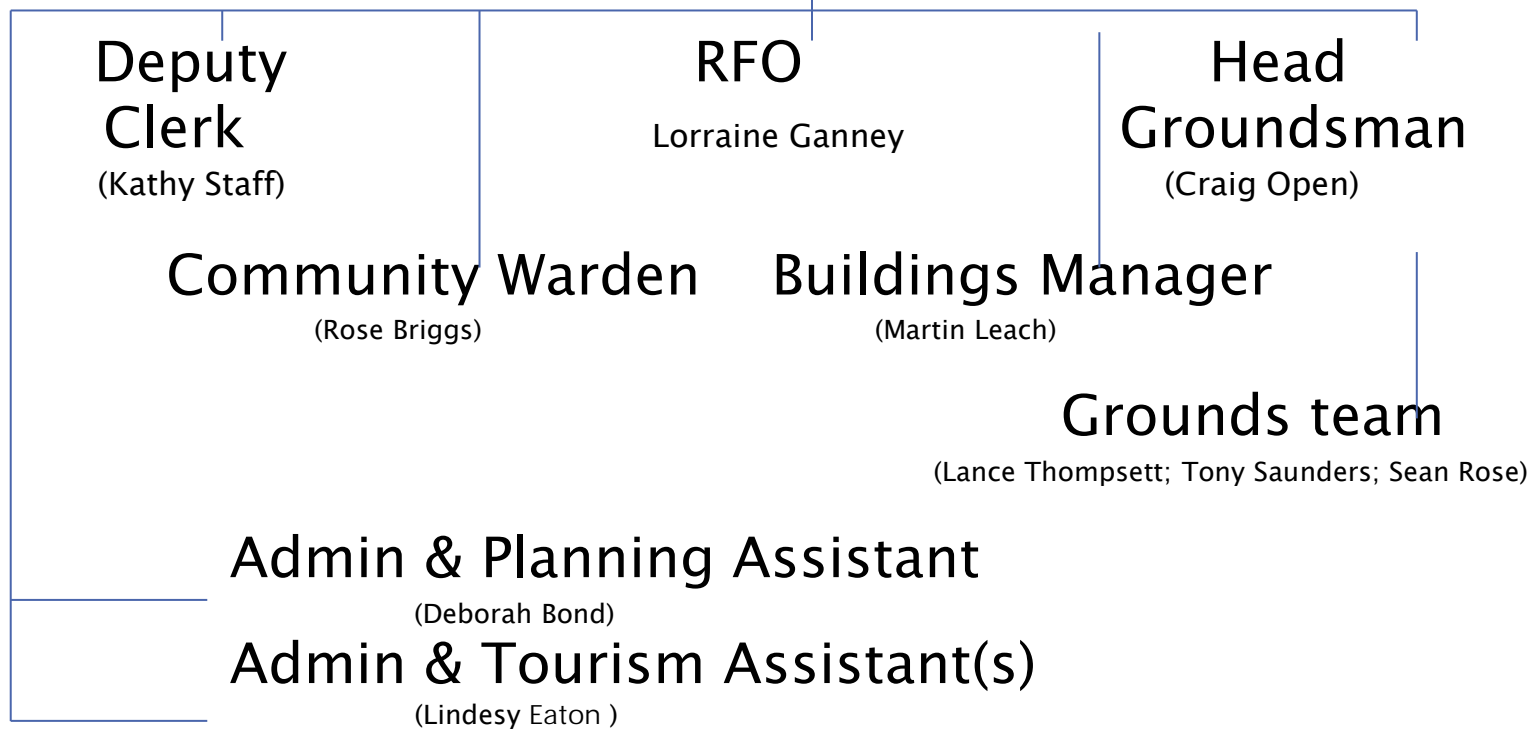 Deputy
Clerk
(Kathy Staff)
RFO
Lorraine Ganney
Head
Groundsman
(Craig Open)
Community Warden
(Rose Briggs)
Buildings Manager
(Martin Leach)
Grounds team
(Lance Thompsett; Tony Saunders; Sean Rose)
Admin & Planning Assistant
(Deborah Bond)
Admin & Tourism Assistant(s)
(Lindesy Eaton )